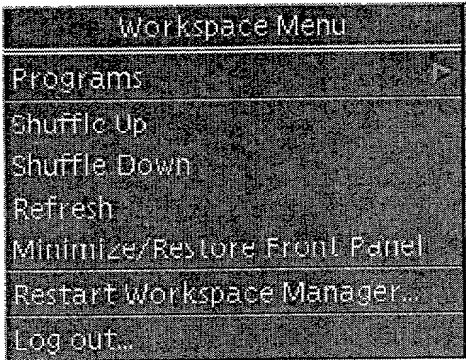 Workspace Menu
Programs
Shuffle Up
Shuffle Down
Refresh
Minimize/Restore Front Panel
Restart Workspace Manager...
Log out...